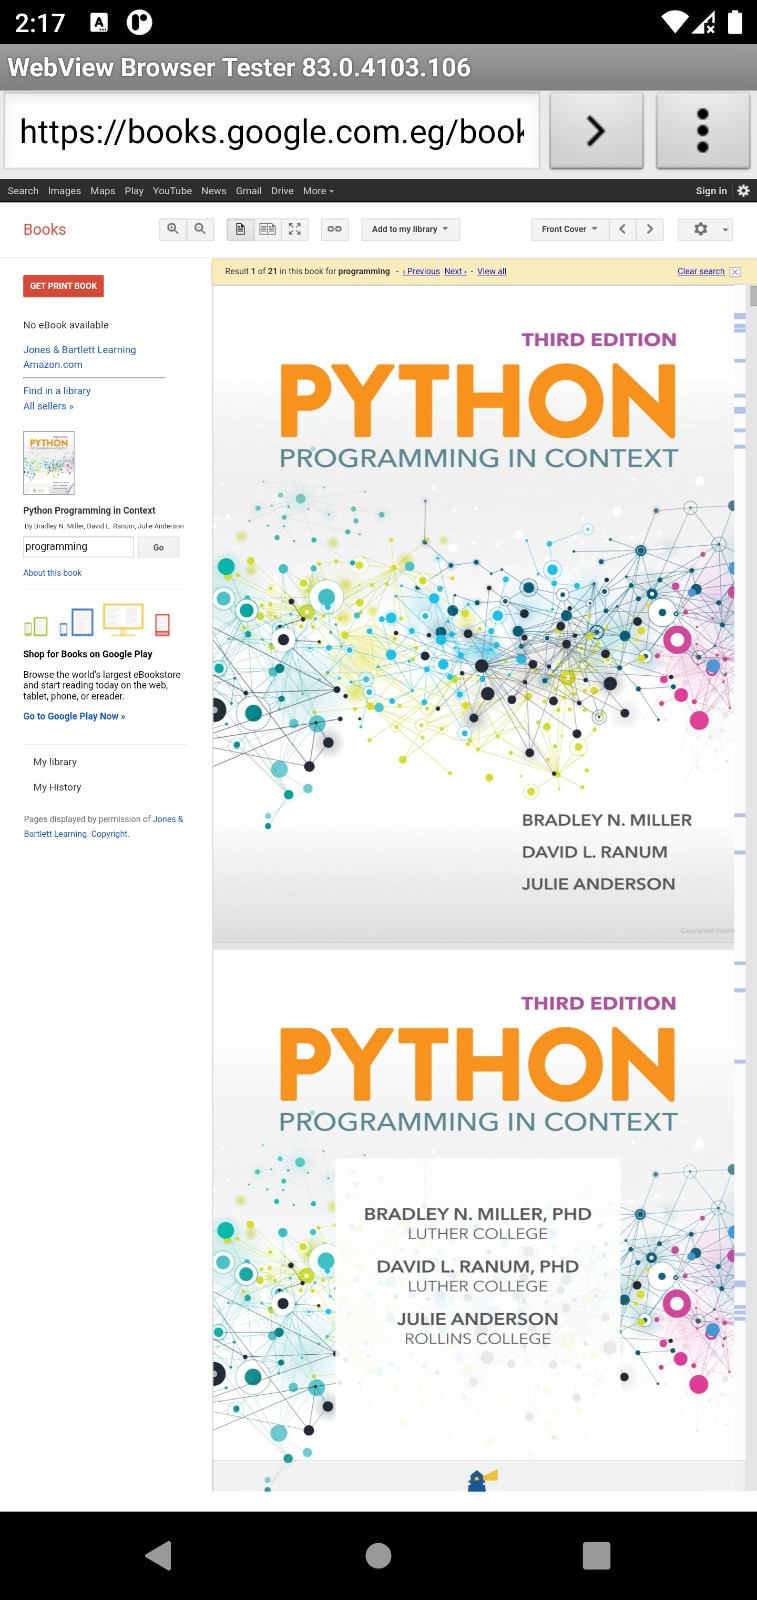 2:17
WebView Browser Tester 83.0.4103.106
https://books.google.com.eg/book
Search Images Maps Play YouTube News Gmail Drive More
Sign in
Books
Add to my library
Front Cover
Result 1 of 21 in this book for programming - ‹ Previous Next › - View all
Clear search
GET PRINT BOOK
No eBook available
Jones & Bartlett Learning
Amazon.com
Find in a library
All sellers »
Python Programming in Context
By Bradley N. Miller, David L. Ranum, Julie Anderson
programming
Go
About this book
Shop for Books on Google Play
Browse the world's largest eBookstore
and start reading today on the web,
tablet, phone, or ereader.
Go to Google Play Now »
My library
My History
Pages displayed by permission of Jones &
Bartlett Learning. Copyright.
THIRD EDITION
PYTHON
PROGRAMMING IN CONTEXT
BRADLEY N. MILLER
DAVID L. RANUM
JULIE ANDERSON
THIRD EDITION
PYTHON
PROGRAMMING IN CONTEXT
BRADLEY N. MILLER, PHD
LUTHER COLLEGE
DAVID L. RANUM, PHD
LUTHER COLLEGE
JULIE ANDERSON
ROLLINS COLLEGE